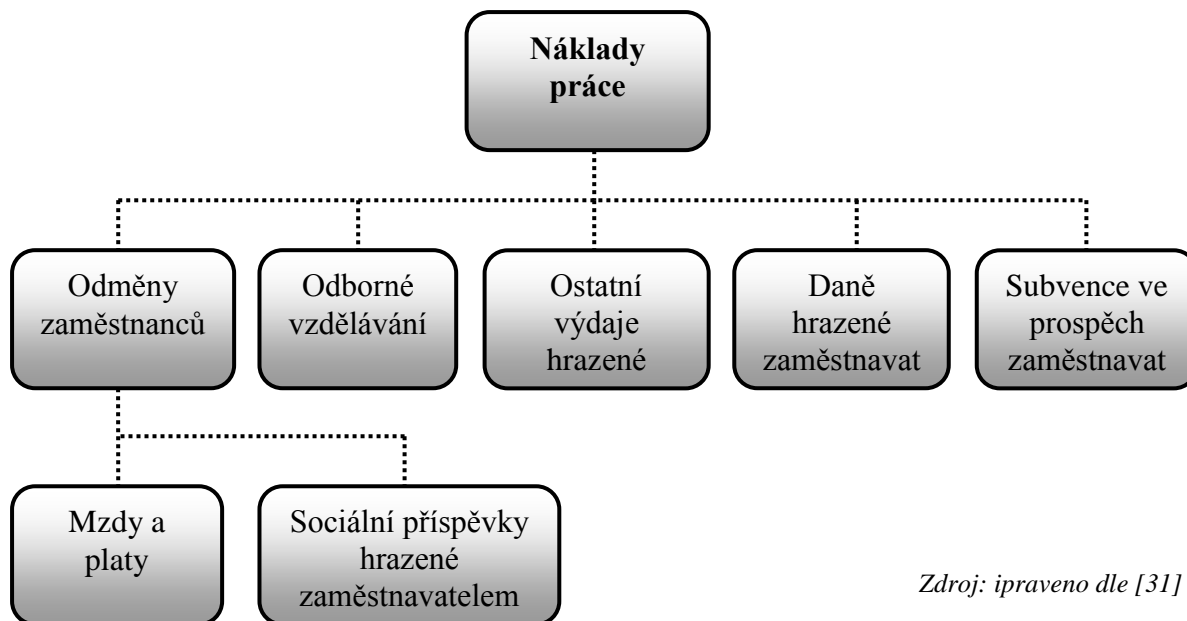 Náklady
práce
Odměny
zaměstnanců
Odborné
vzdělávání
Ostatní
výdaje
hrazené
Daně
hrazené
zaměstnavat
Subvence ve
prospěch
zaměstnavat
Mzdy a
platy
Sociální příspěvky
hrazené
zaměstnavatelem
Zdroj: ipraveno dle [31]